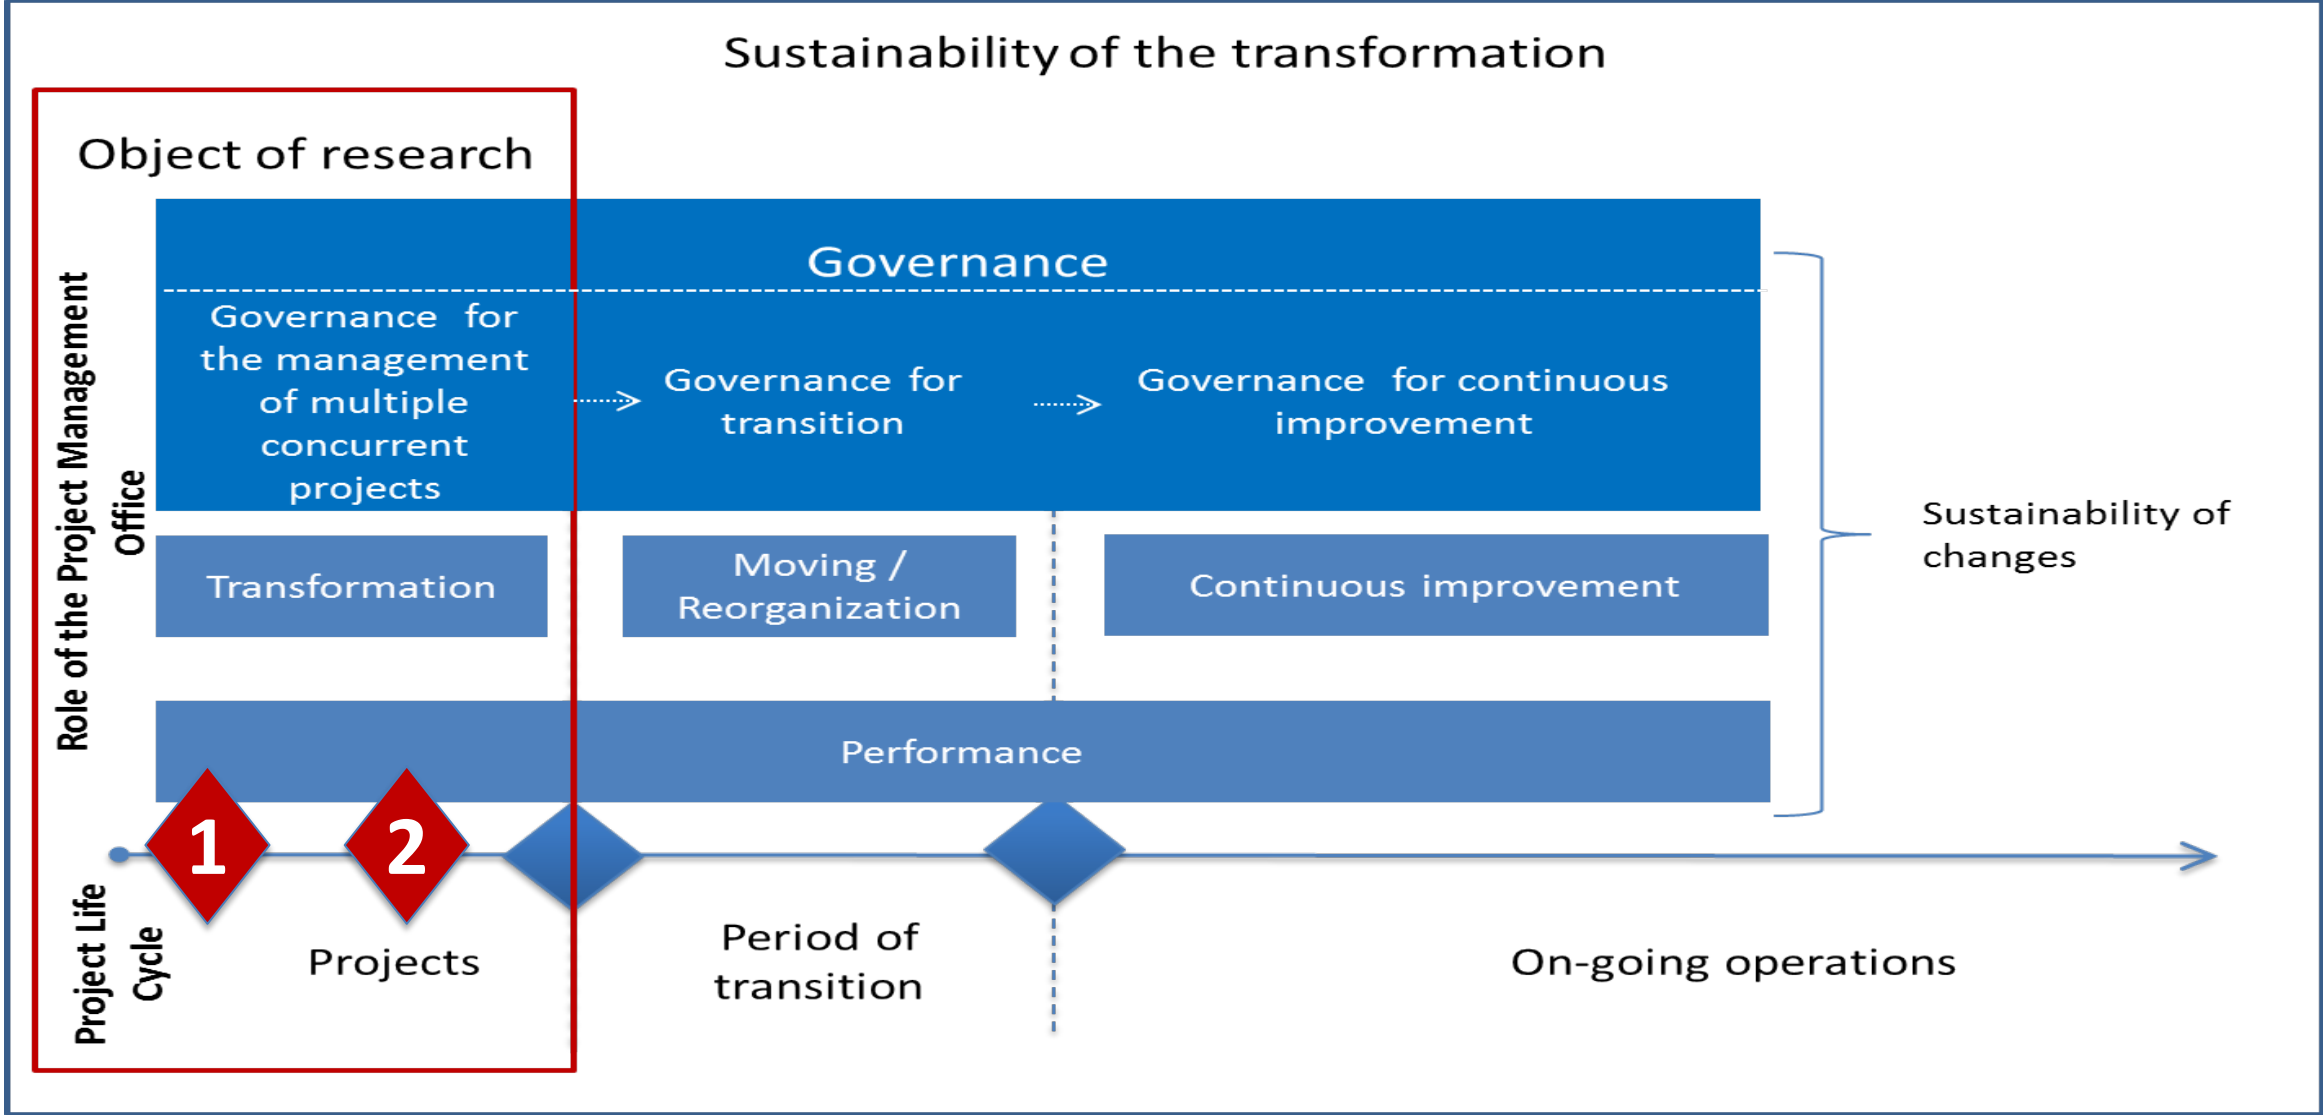 Sustainability of the transformation
Object of research
Role of the Project Management
Office
Governance
Governance for
the management
of multiple
concurrent
projects
Governance for
transition
Governance for continuous
improvement
Transformation
Moving /
Reorganization
Continuous improvement
Sustainability of
changes
Performance
1
2
Project Life
Cycle
Projects
Period of
transition
On-going operations